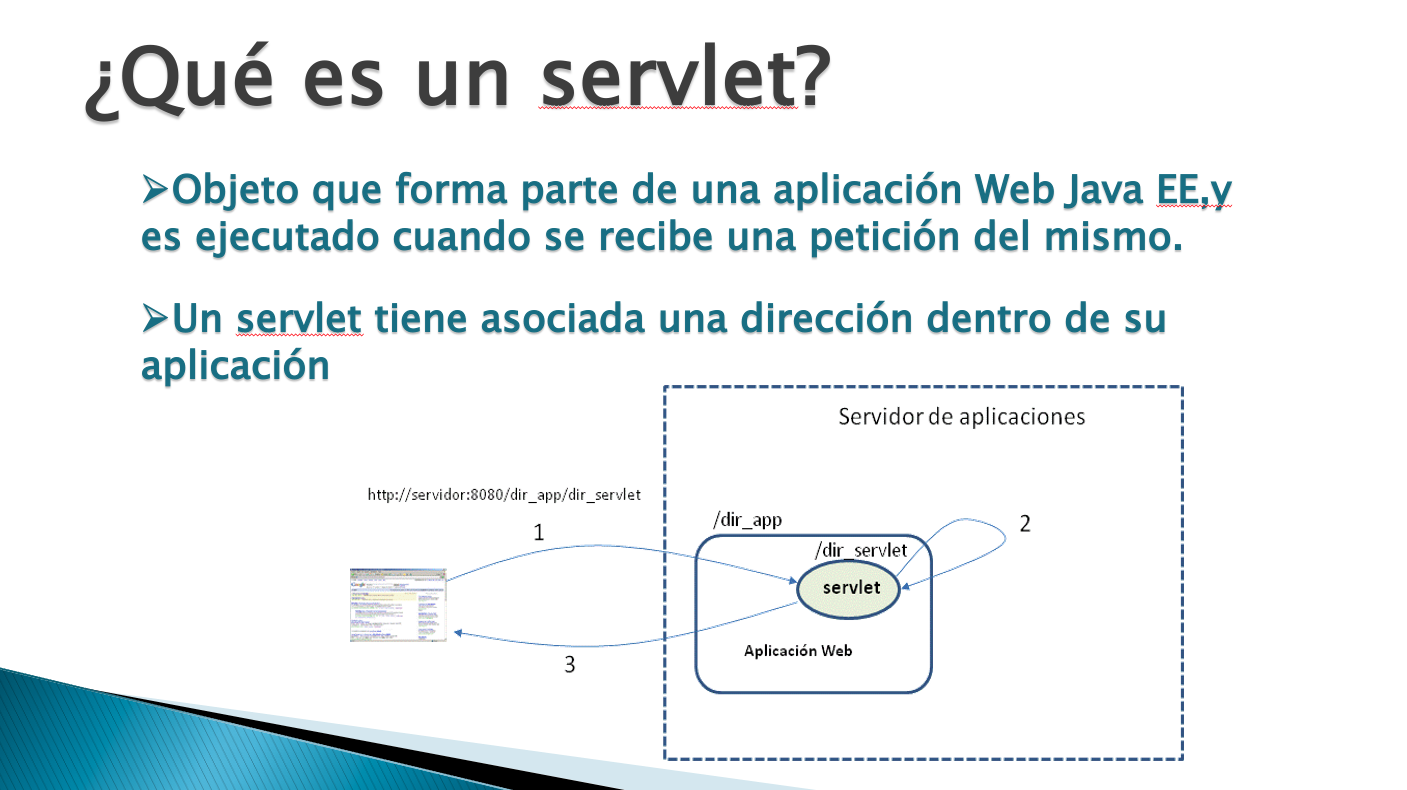 ¿Qué es un servlet?
➢Objeto que forma parte de una aplicación Web Java EE,y
es ejecutado cuando se recibe una petición del mismo.
➢Un servlet tiene asociada una dirección dentro de su
aplicación
Servidor de aplicaciones
http://servidor:8080/dir_app/dir_servlet
1
/dir_app
2
/dir_servlet
servlet
Aplicación Web
3